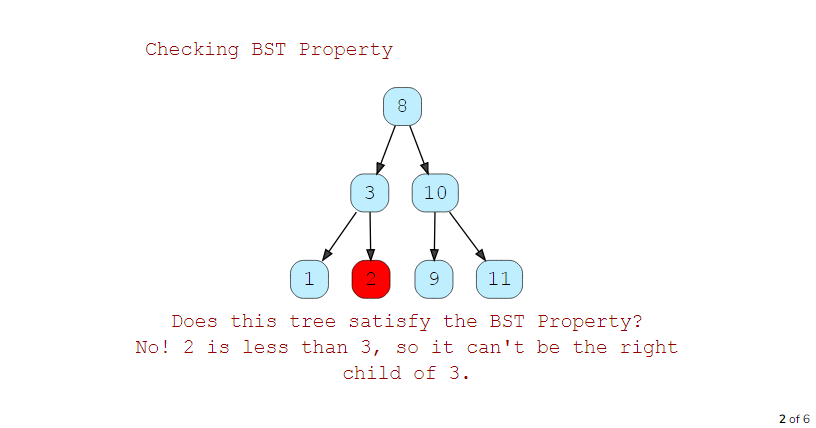 Checking BST Property
8
3 10
1 2 9 11
Does this tree satisfy the BST Property?
No! 2 is less than 3, so it can't be the right
child of 3.
2 of 6